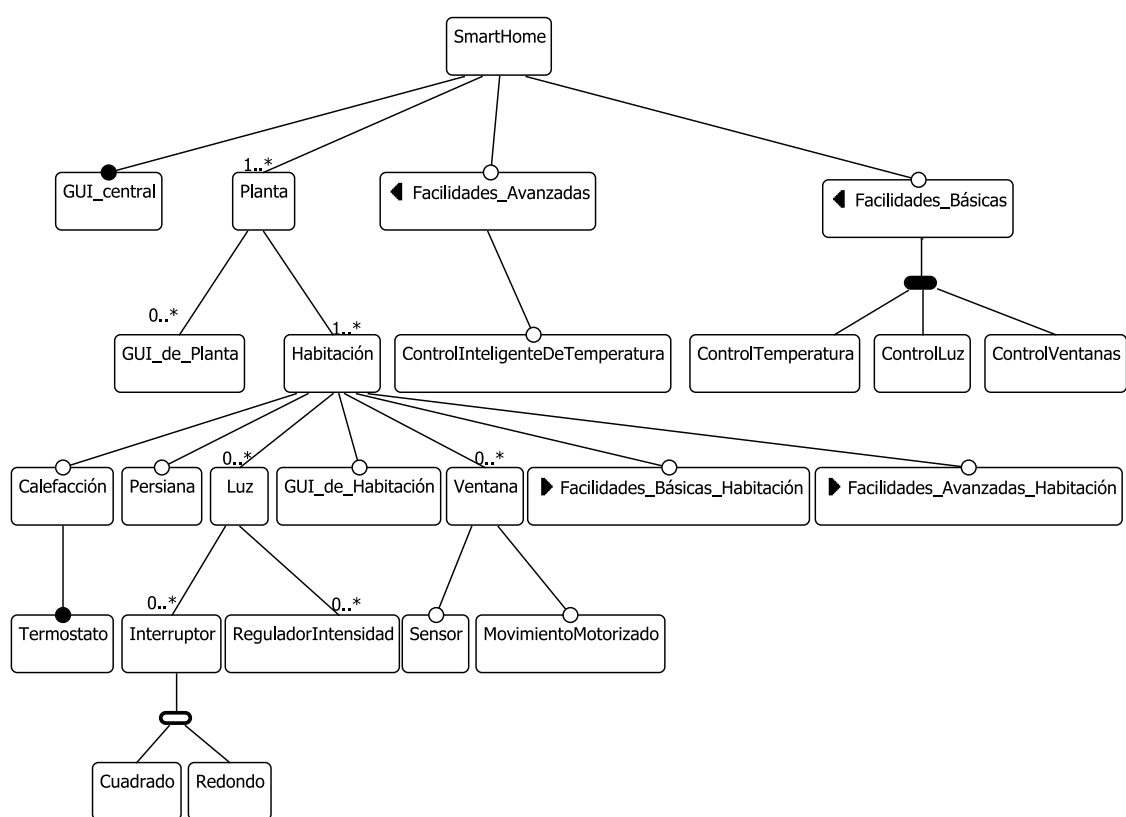 SmartHome
GUI_central
1..*
Planta
Facilidades_Avanzadas
Facilidades_Básicas
0..*
GUI_de_Planta
1..*
Habitación
ControlInteligenteDeTemperatura
ControlTemperatura
ControlLuz
ControlVentanas
Calefacción
Persiana
0..*
Luz
GUI_de_Habitación
0..*
Ventana
Facilidades_Básicas_Habitación
Facilidades_Avanzadas_Habitación
Termostato
0..*
Interruptor
0..*
ReguladorIntensidad
Sensor
MovimientoMotorizado
Cuadrado
Redondo